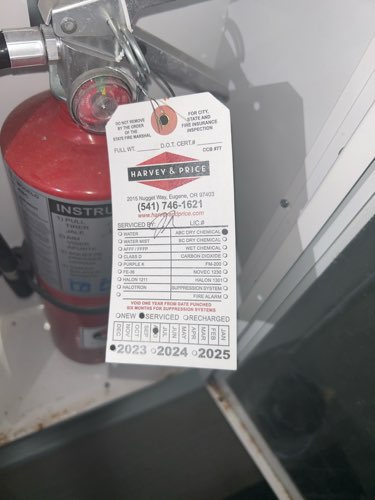 DO NOT REMOVE
BY THE ORDER
OF THE
STATE FIRE MARSHAL
FOR CITY,
STATE AND
FIRE INSURANCE
INSPECTION
FULL WT. D.O.T. CERT.#
CCB #77
HARVEY & PRICE
2015 Nugget Way, Eugene, OR 97403
(541) 746-1621
SERVICED BY LIC.#
WATER ABC DRY CHEMICAL
WATER MIST BC DRY CHEMICAL
AFFF / FFFP WET CHEMICAL
CLASS D CARBON DIOXIDE
PURPLE K FM-200
FE-36 NOVEC 1230
HALON 1211 HALON 1301
HALOTRON SUPPRESSION SYSTEM
FIRE ALARM
VOID ONE YEAR FROM DATE PUNCHED
SIX MONTHS FOR SUPPRESSION SYSTEMS
NEW SERVICED RECHARGED
DEC NOV OCT SEP JUL JUN MAY APR MAR FEB JAN
2023 2024 2025
INSTRU